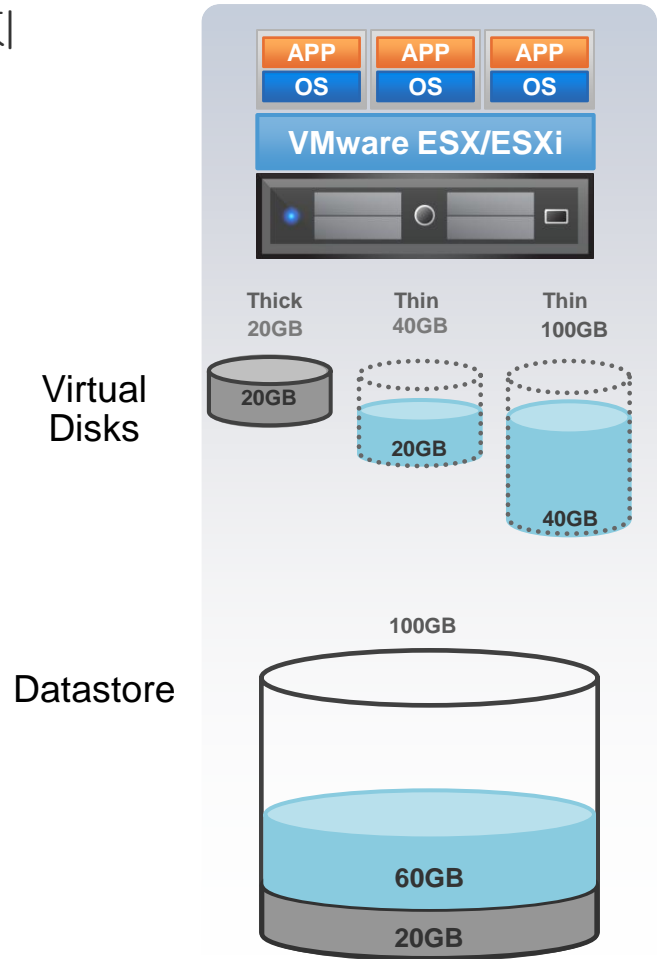 APP APP APP
OS OS OS
VMware ESX/ESXi
Thick Thin Thin
20GB 40GB 100GB
Virtual
Disks
20GB
20GB
40GB
100GB
Datastore
60GB
20GB